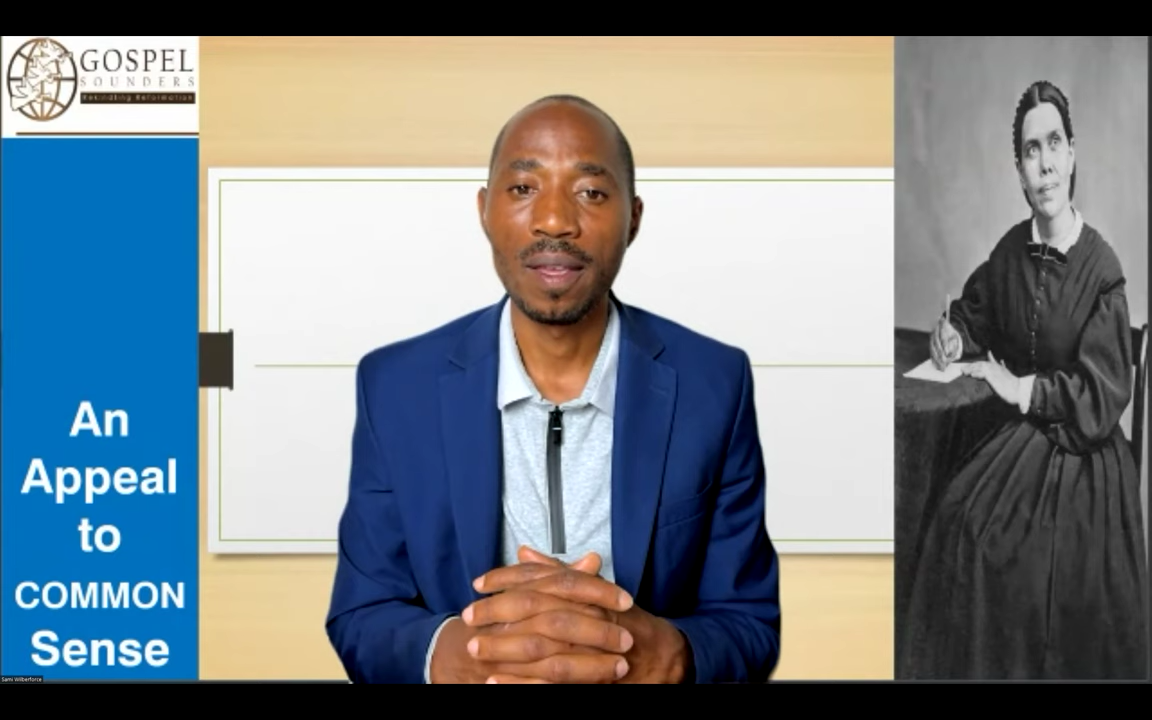 GOSPEL
SOUNDERS
Rekindling Reformation
An
Appeal
to
COMMON
Sense
Sami Wilberforce